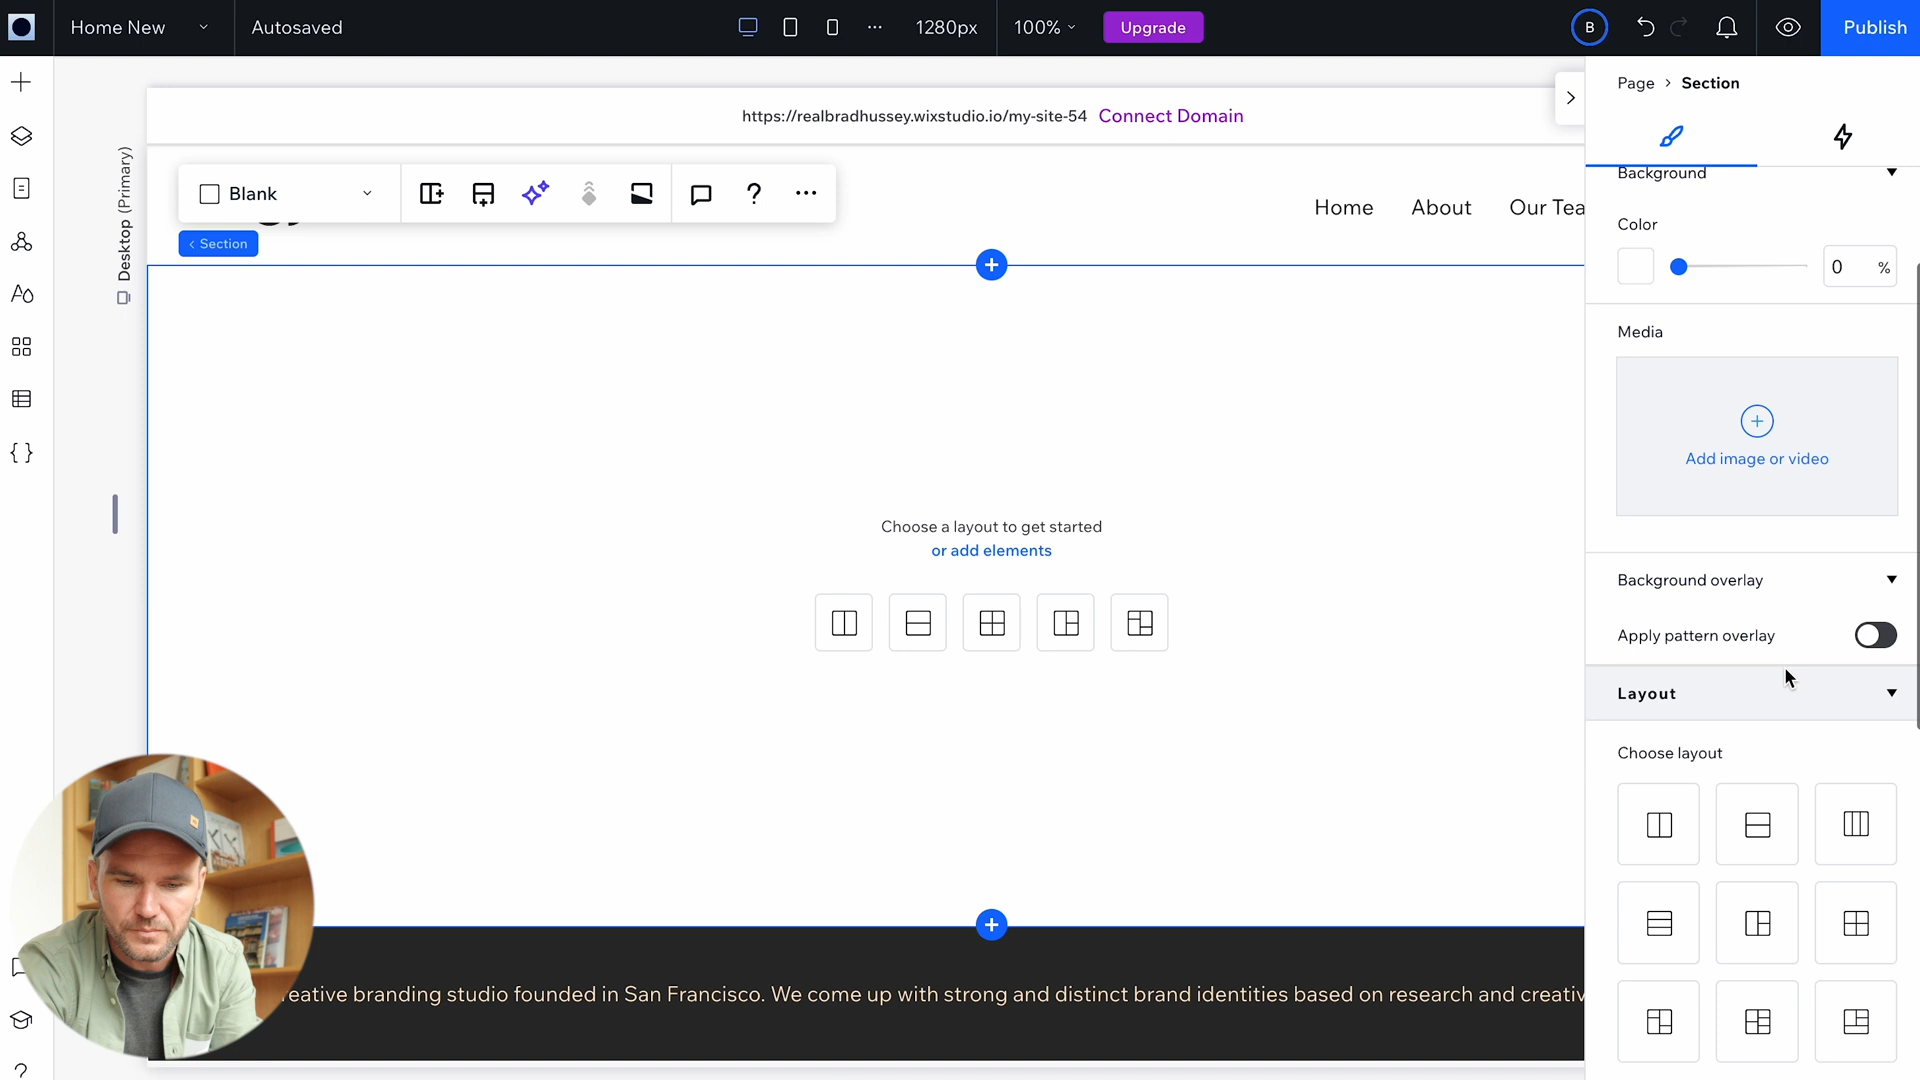 Home New
Autosaved
1280px
100%
Upgrade
B
Publish
Page > Section
https://realbradhussey.wixstudio.io/my-site-54 Connect Domain
Desktop (Primary)
Blank
Home About Our Tea
< Section
Background
Color
0 %
Media
Add image or video
Choose a layout to get started
or add elements
Background overlay
Apply pattern overlay
Layout
Choose layout
reative branding studio founded in San Francisco. We come up with strong and distinct brand identities based on research and creativ